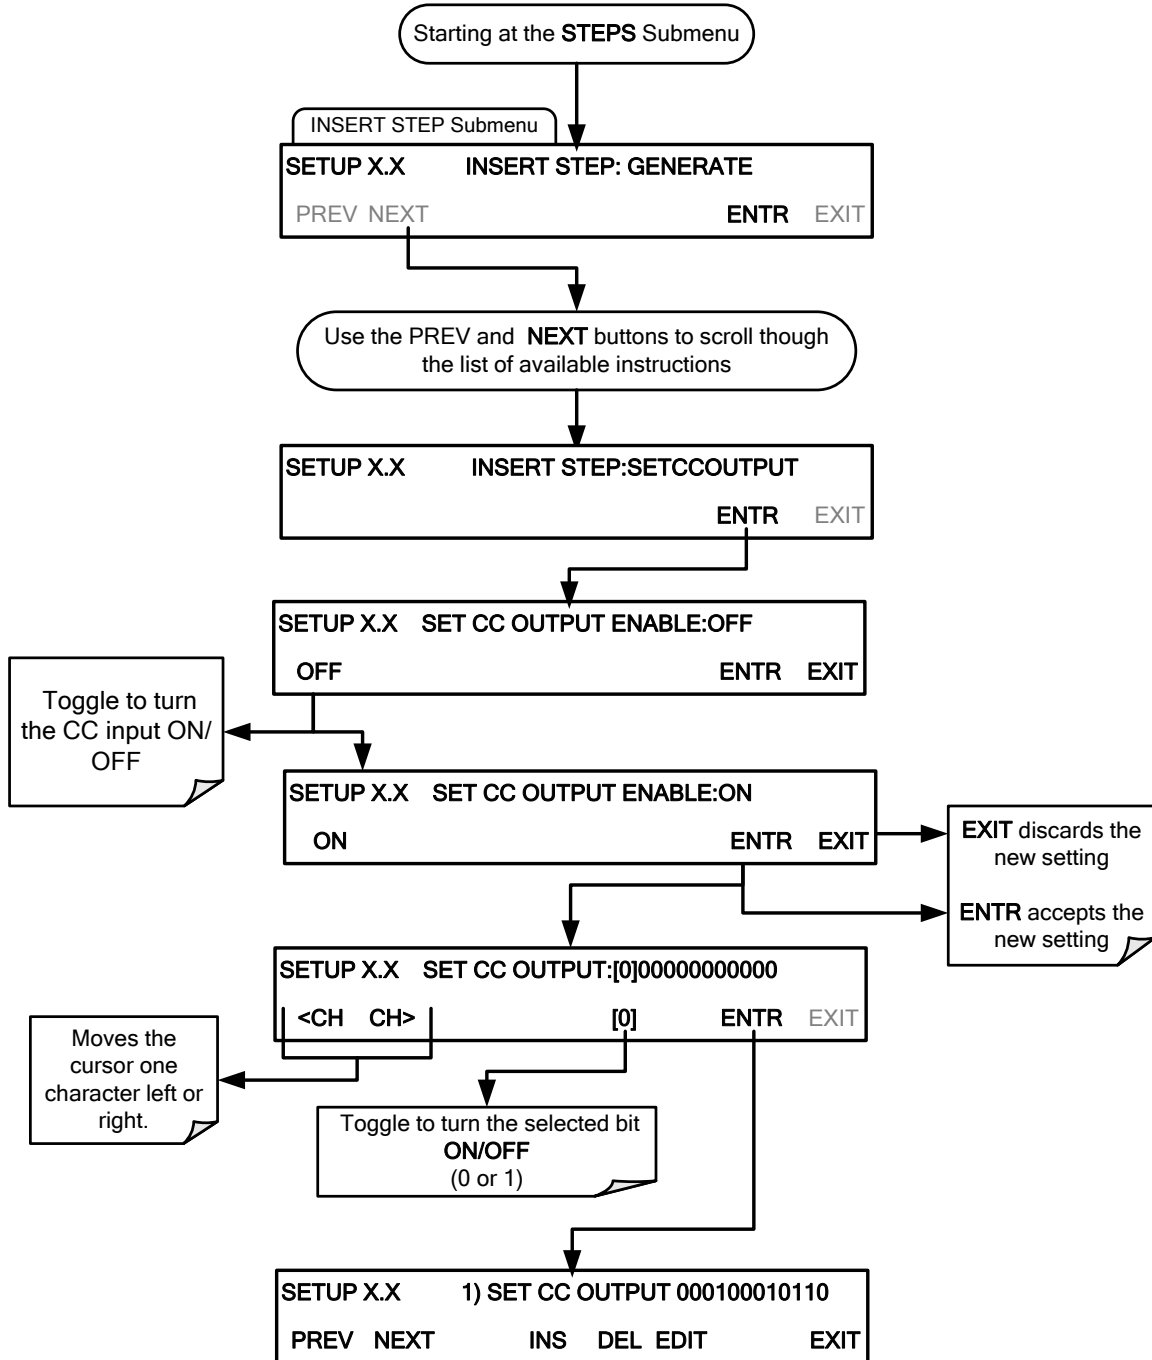 Starting at the STEPS Submenu
INSERT STEP Submenu
SETUP X.X INSERT STEP: GENERATE
PREV NEXT ENTR EXIT
Use the PREV and NEXT buttons to scroll though
the list of available instructions
SETUP X.X INSERT STEP:SETCCOUTPUT
ENTR EXIT
SETUP X.X SET CC OUTPUT ENABLE:OFF
OFF ENTR EXIT
Toggle to turn
the CC input ON/
OFF
SETUP X.X SET CC OUTPUT ENABLE:ON
ON ENTR EXIT
EXIT discards the
new setting
ENTR accepts the
new setting
SETUP X.X SET CC OUTPUT:[0]00000000000
<CH CH> [0] ENTR EXIT
Moves the
cursor one
character left or
right.
Toggle to turn the selected bit
ON/OFF
(0 or 1)
SETUP X.X 1) SET CC OUTPUT 000100010110
PREV NEXT INS DEL EDIT EXIT